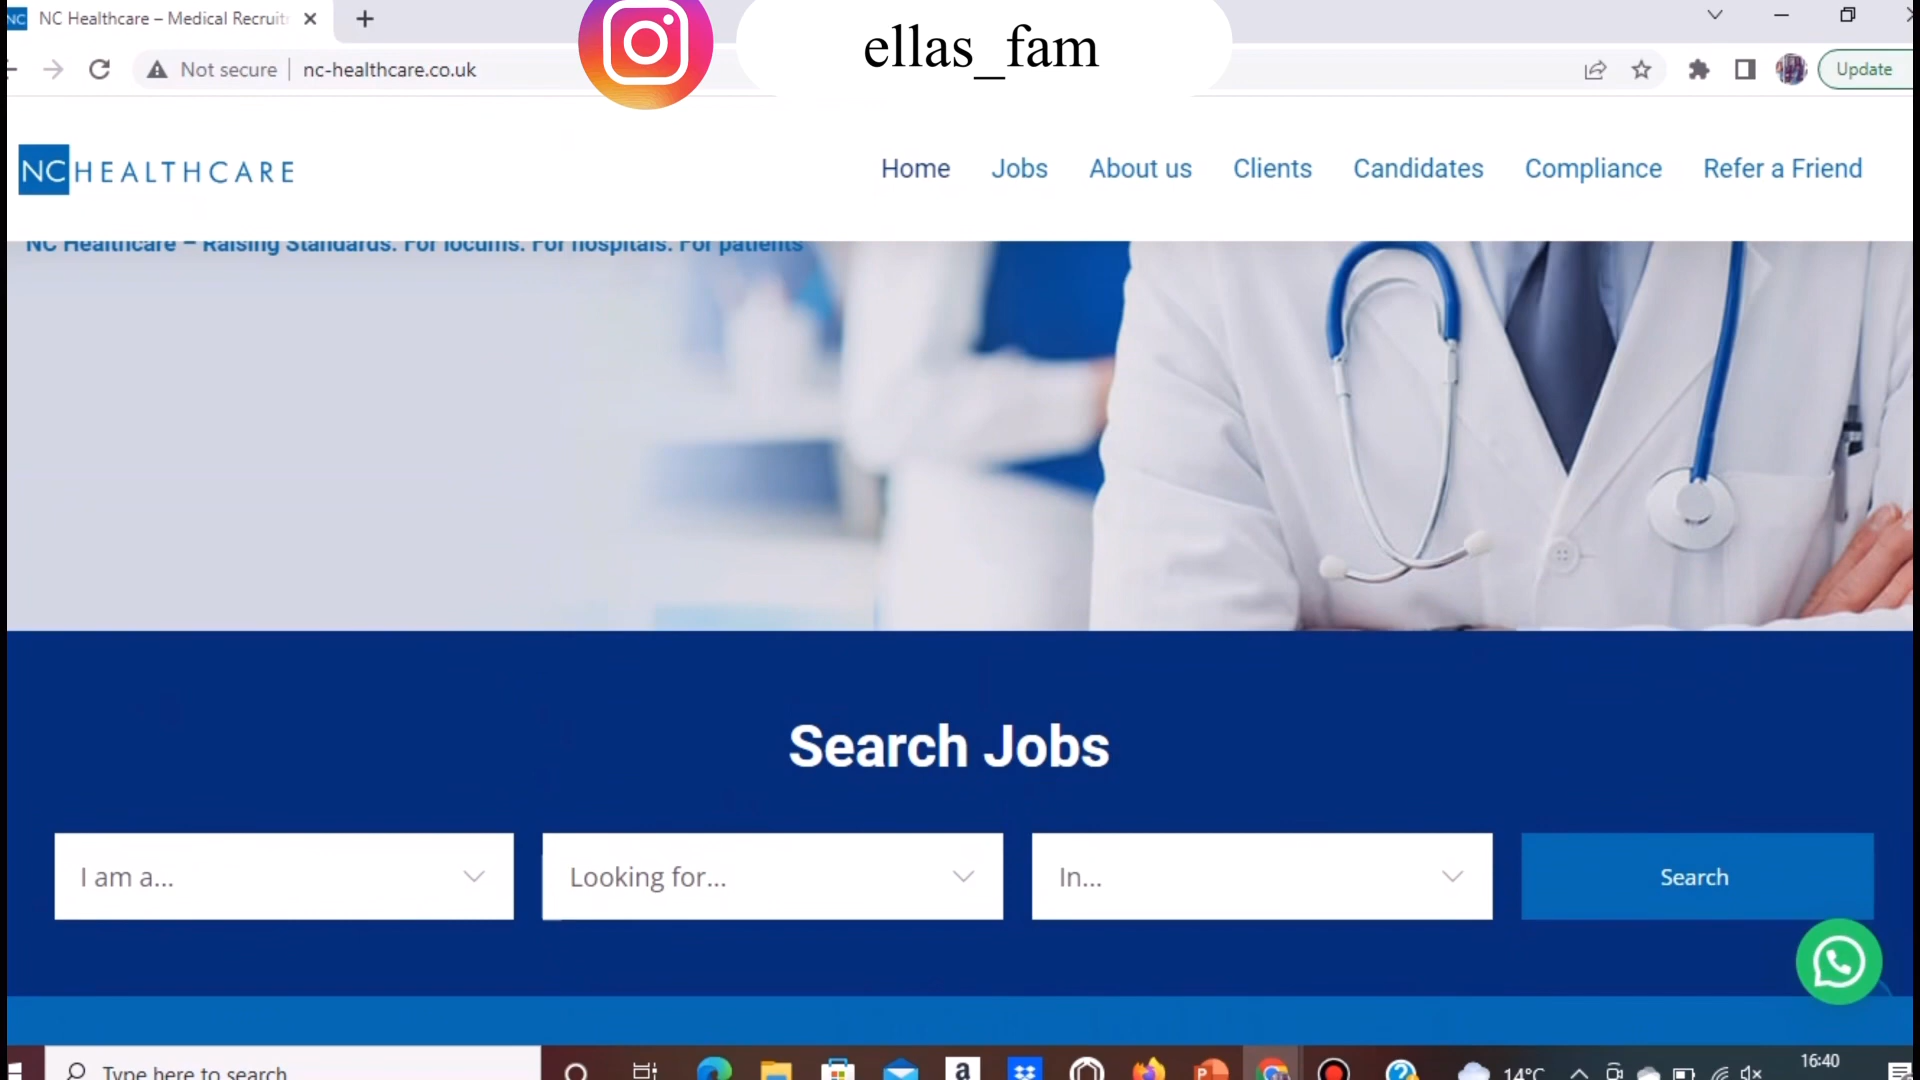 NC Healthcare – Medical Recruit
ellas_fam
Not secure
nc-healthcare.co.uk
Update
NC HEALTHCARE
Home
Jobs
About us
Clients
Candidates
Compliance
Refer a Friend
NC Healthcare – Raising Standards. For locums. For hospitals. For patients
Search Jobs
I am a...
Looking for...
In...
Search
Type here to search
14°C
16:40